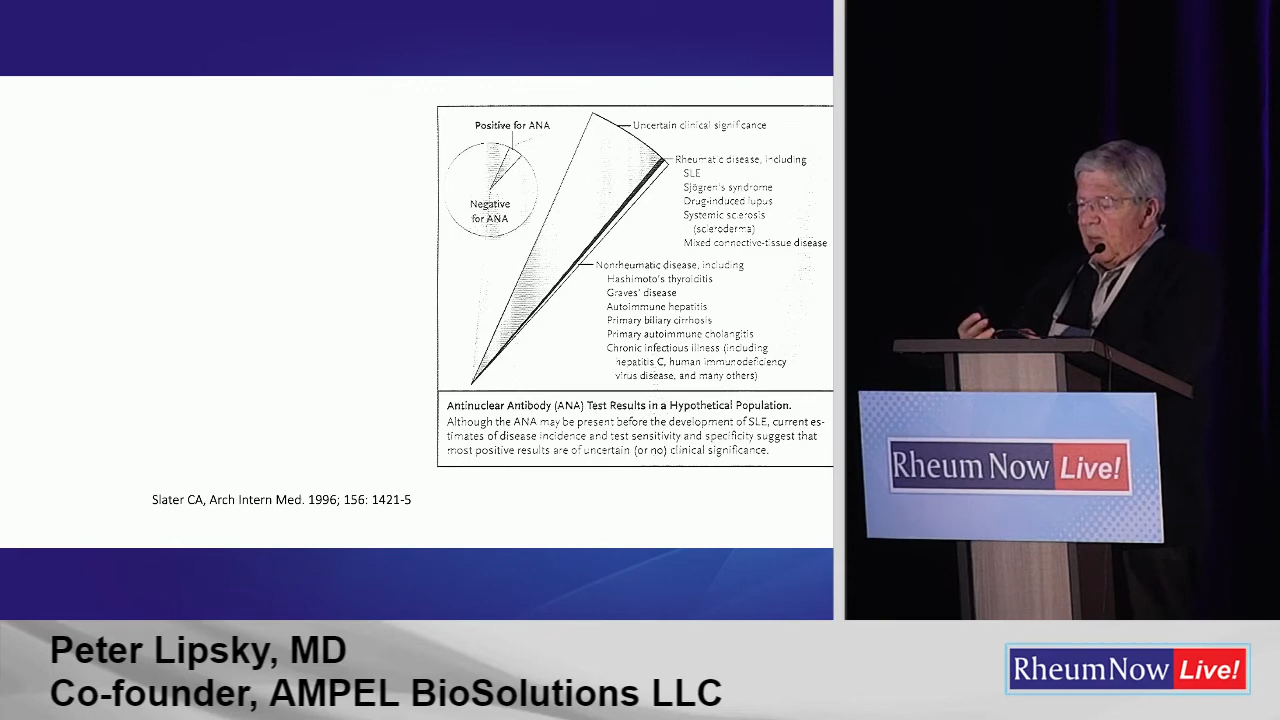 Positive for ANA
Negative
for ANA
Uncertain clinical significance
Rheumatic disease, including
SLE
Sjögren's syndrome
Drug-induced lupus
Systemic sclerosis
(scleroderma)
Mixed connective-tissue disease
Nonrheumatic disease, including
Hashimoto's thyroiditis
Graves' disease
Autoimmune hepatitis
Primary biliary cirrhosis
Primary autoimmune cholangitis
Chronic infectious illness (including
hepatitis C, human immunodeficiency
virus disease, and many others)
Antinuclear Antibody (ANA) Test Results in a Hypothetical Population.
Although the ANA may be present before the development of SLE, current es-
timates of disease incidence and test sensitivity and specificity suggest that
most positive results are of uncertain (or no) clinical significance.
Slater CA, Arch Intern Med. 1996; 156: 1421-5
Rheum Now Live!
Peter Lipsky, MD
Co-founder, AMPEL BioSolutions LLC
RheumNow Live!